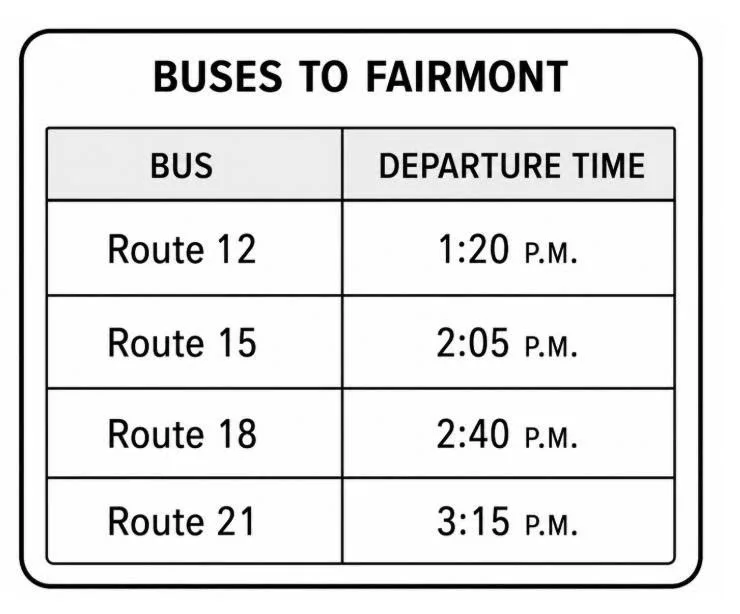 BUSES TO FAIRMONT
BUS DEPARTURE TIME
Route 12 1:20 P.M.
Route 15 2:05 P.M.
Route 18 2:40 P.M.
Route 21 3:15 P.M.